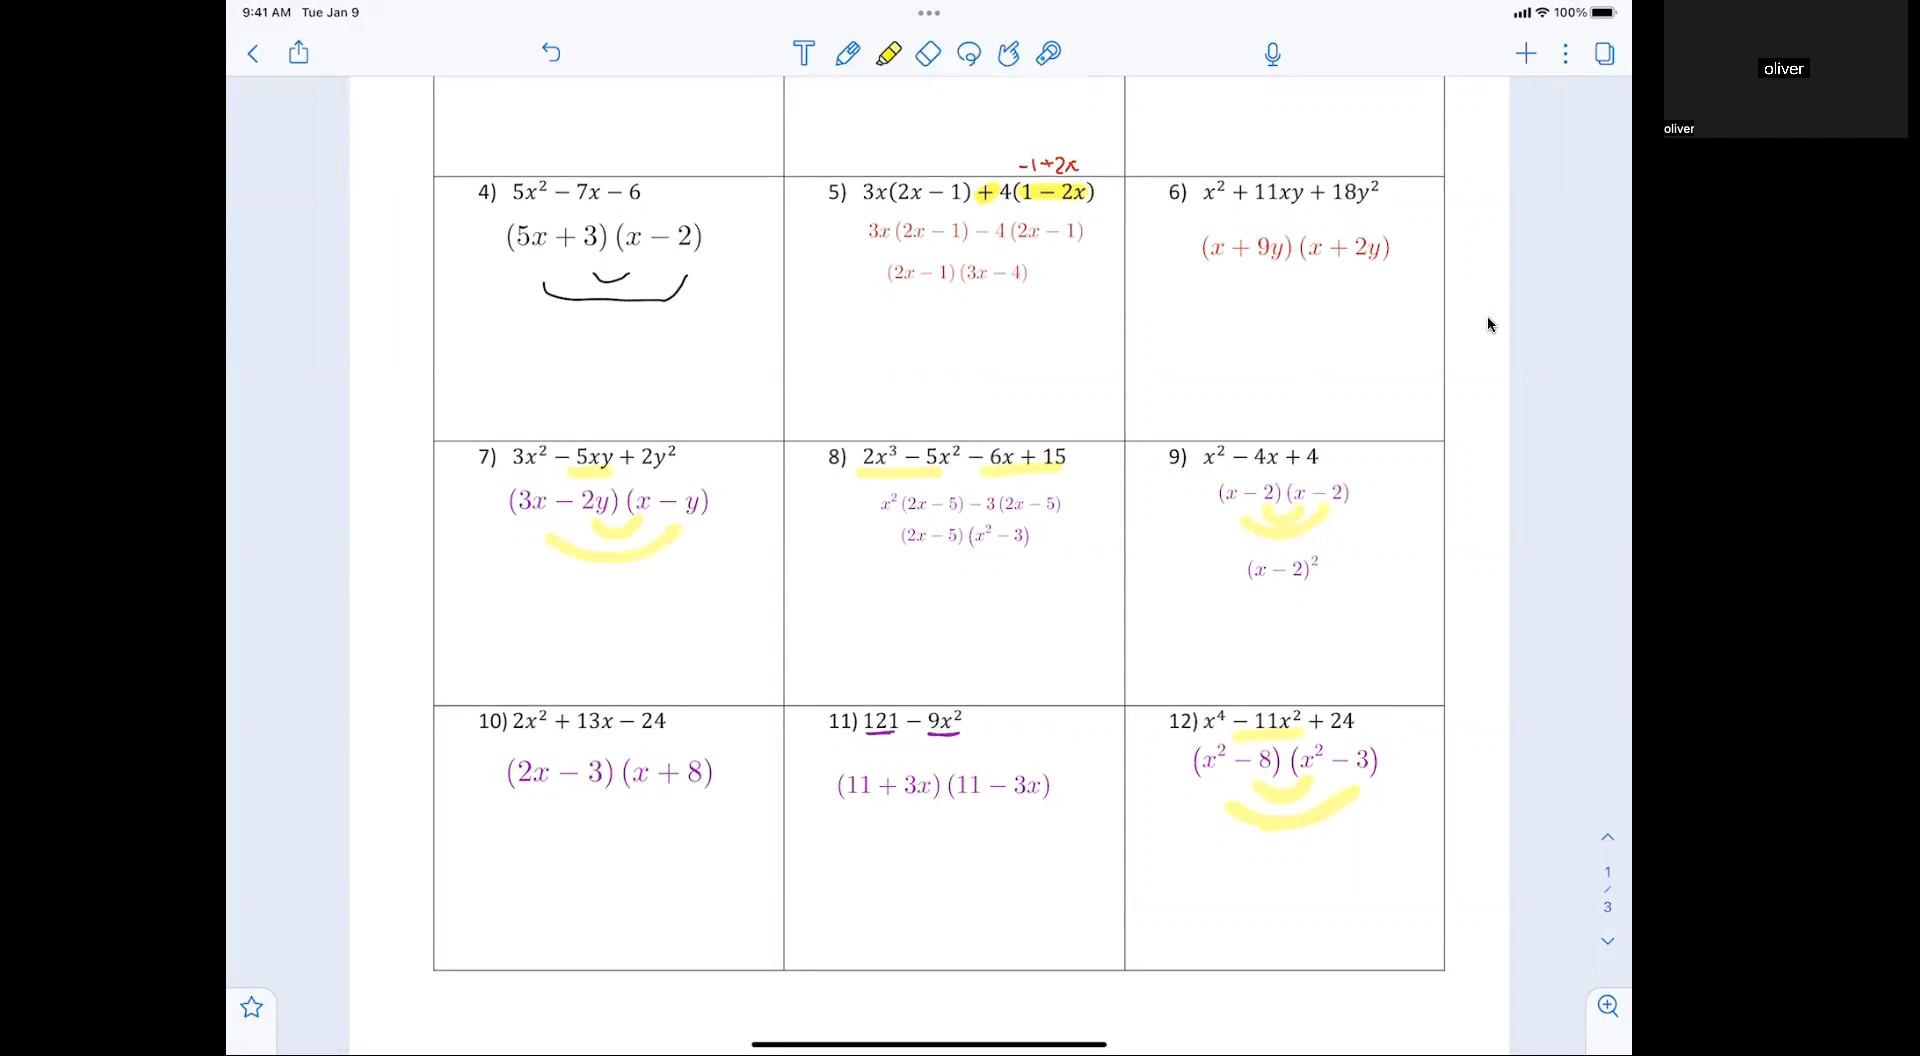 9:41 AM Tue Jan 9
100%
oliver
oliver
-1+2x
4) 5x² − 7x − 6
(5x + 3)(x − 2)
5) 3x(2x − 1) + 4(1 − 2x)
3x(2x − 1) − 4(2x − 1)
(2x − 1)(3x − 4)
6) x² + 11xy + 18y²
(x + 9y)(x + 2y)
7) 3x² − 5xy + 2y²
(3x − 2y)(x − y)
8) 2x³ − 5x² − 6x + 15
x²(2x − 5) − 3(2x − 5)
(2x − 5)(x² − 3)
9) x² − 4x + 4
(x − 2)(x − 2)
(x − 2)²
10) 2x² + 13x − 24
(2x − 3)(x + 8)
11) 121 − 9x²
(11 + 3x)(11 − 3x)
12) x⁴ − 11x² + 24
(x² − 8)(x² − 3)
1
/
3